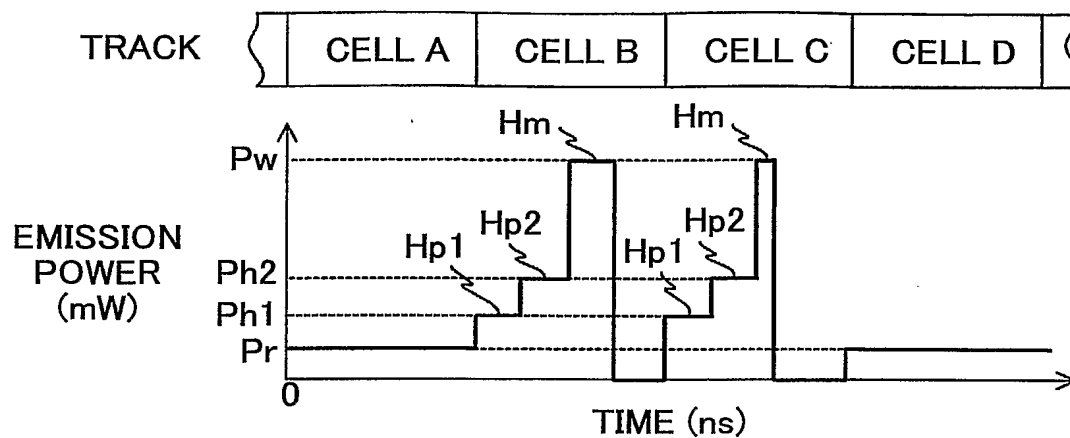 TRACK
CELL A
CELL B
CELL C
CELL D
Hm
Hm
Pw
EMISSION
POWER
(mW)
Hp1
Hp2
Hp1
Hp2
Ph2
Ph1
Pr
0
TIME (ns)